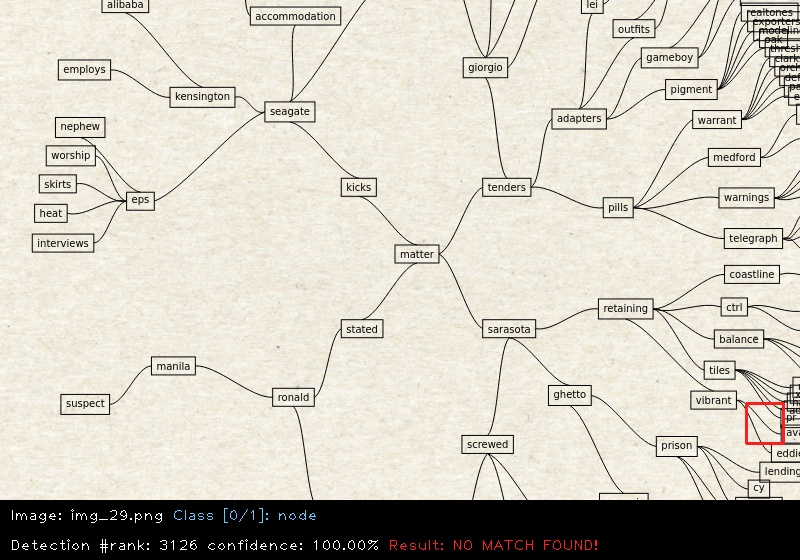 alibaba
lei
realtones
accommodation
exporters
outfits
gameboy
giorgio
employs
pigment
kensington
seagate
adapters
warrant
nephew
worship
medford
skirts
kicks
tenders
eps
warnings
heat
pills
interviews
telegraph
matter
coastline
ctrl
retaining
stated
sarasota
balance
manila
tiles
ghetto
ronald
vibrant
suspect
pr
ava
screwed
prison
eddie
lending
cy
Image: img_29.png Class [0/1]: node
Detection #rank: 3126 confidence: 100.00% Result: NO MATCH FOUND!